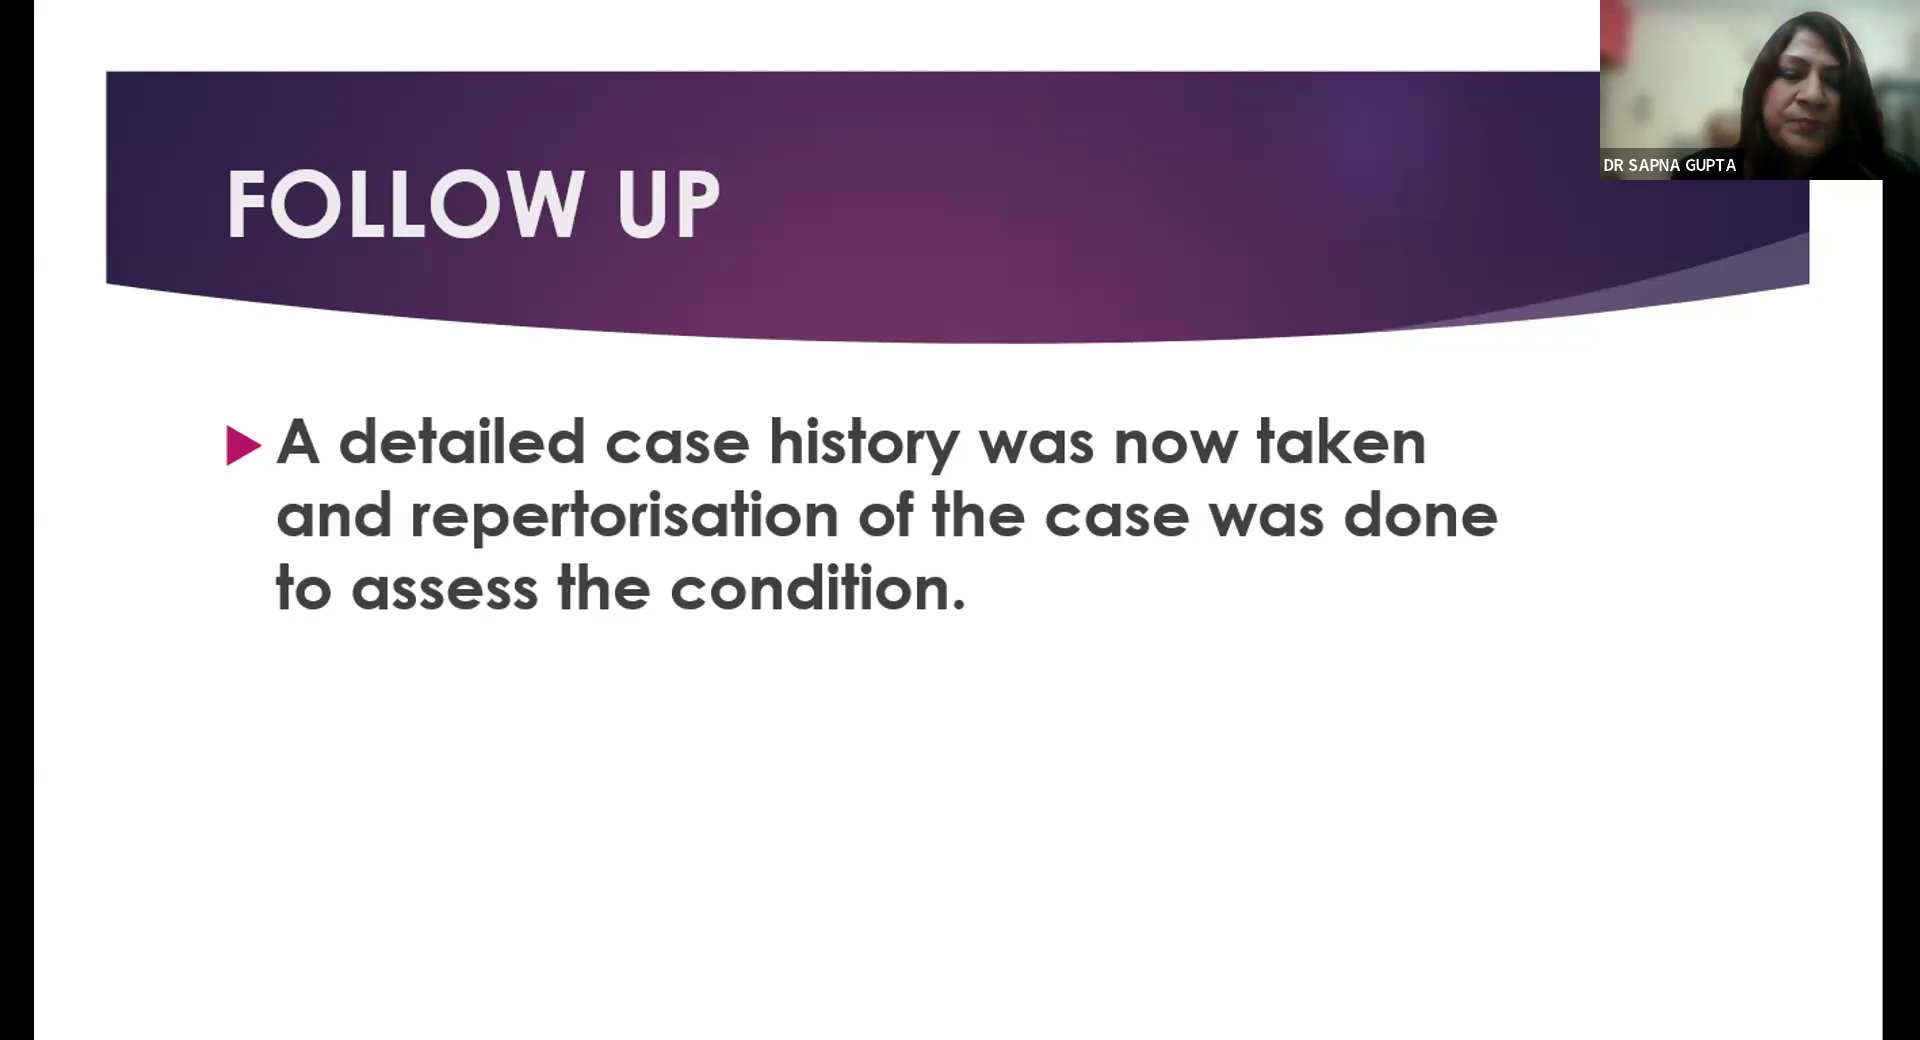 FOLLOW UP
A detailed case history was now taken
and repertorisation of the case was done
to assess the condition.
DR SAPNA GUPTA